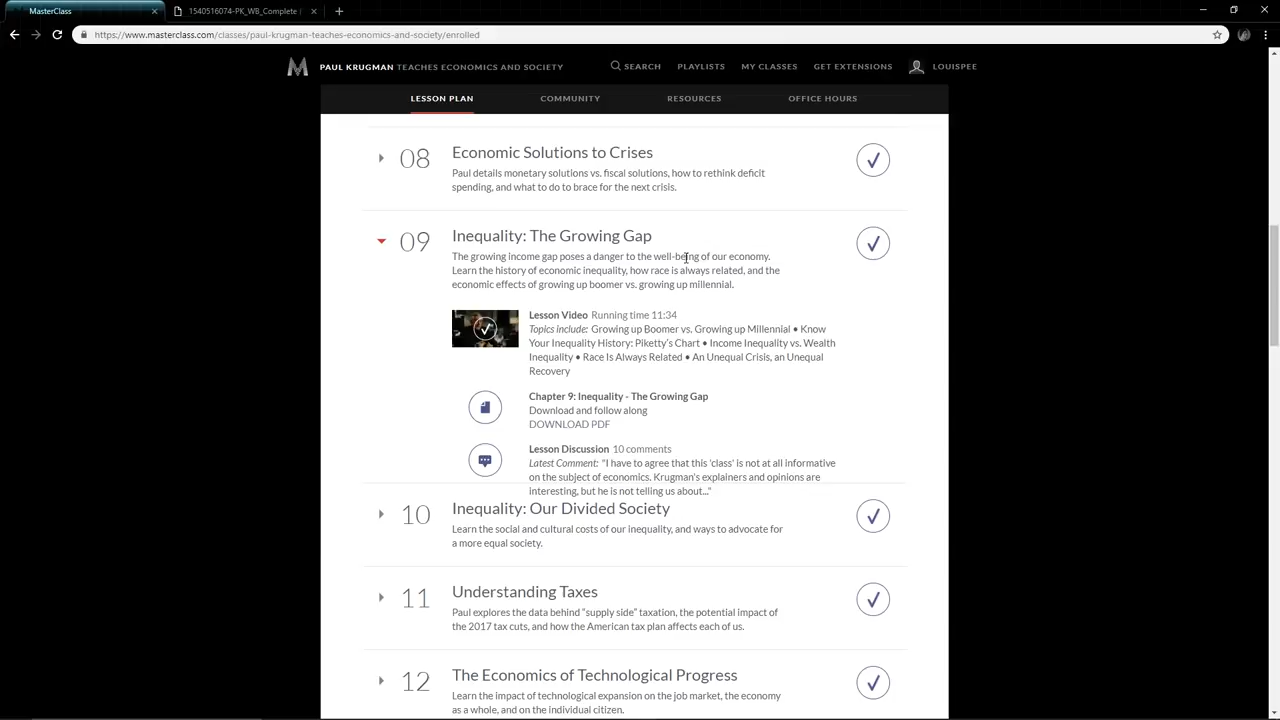 MasterClass
1540516074-PK_WB_Complete
https://www.masterclass.com/classes/paul-krugman-teaches-economics-and-society/enrolled
PAUL KRUGMAN TEACHES ECONOMICS AND SOCIETY
SEARCH PLAYLISTS MY CLASSES GET EXTENSIONS LOUISPEE
LESSON PLAN COMMUNITY RESOURCES OFFICE HOURS
08 Economic Solutions to Crises
Paul details monetary solutions vs. fiscal solutions, how to rethink deficit
spending, and what to do to brace for the next crisis.
09 Inequality: The Growing Gap
The growing income gap poses a danger to the well-being of our economy.
Learn the history of economic inequality, how race is always related, and the
economic effects of growing up boomer vs. growing up millennial.
Lesson Video Running time 11:34
Topics include: Growing up Boomer vs. Growing up Millennial • Know
Your Inequality History: Piketty's Chart • Income Inequality vs. Wealth
Inequality • Race Is Always Related • An Unequal Crisis, an Unequal
Recovery
Chapter 9: Inequality - The Growing Gap
Download and follow along
DOWNLOAD PDF
Lesson Discussion 10 comments
Latest Comment: "I have to agree that this 'class' is not at all informative
on the subject of economics. Krugman's explainers and opinions are
interesting, but he is not telling us about..."
10 Inequality: Our Divided Society
Learn the social and cultural costs of our inequality, and ways to advocate for
a more equal society.
11 Understanding Taxes
Paul explores the data behind "supply side" taxation, the potential impact of
the 2017 tax cuts, and how the American tax plan affects each of us.
12 The Economics of Technological Progress
Learn the impact of technological expansion on the job market, the economy
as a whole, and on the individual citizen.